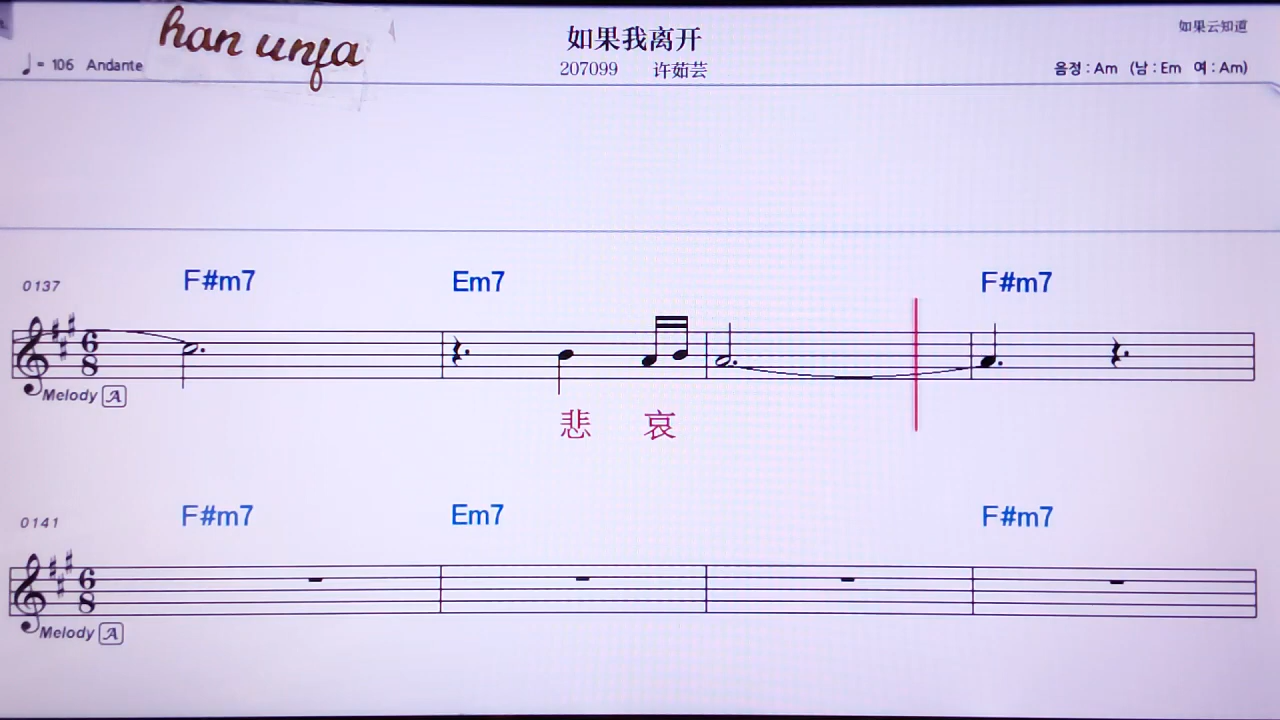 han unfa
如果我离开
如果云知道
♩ = 106 Andante
207099 许茹芸
음정 : Am (남 : Em 여 : Am)
0137
F#m7 Em7 F#m7
6 8
Melody A
悲 哀
0141
F#m7 Em7 F#m7
6 8
Melody A